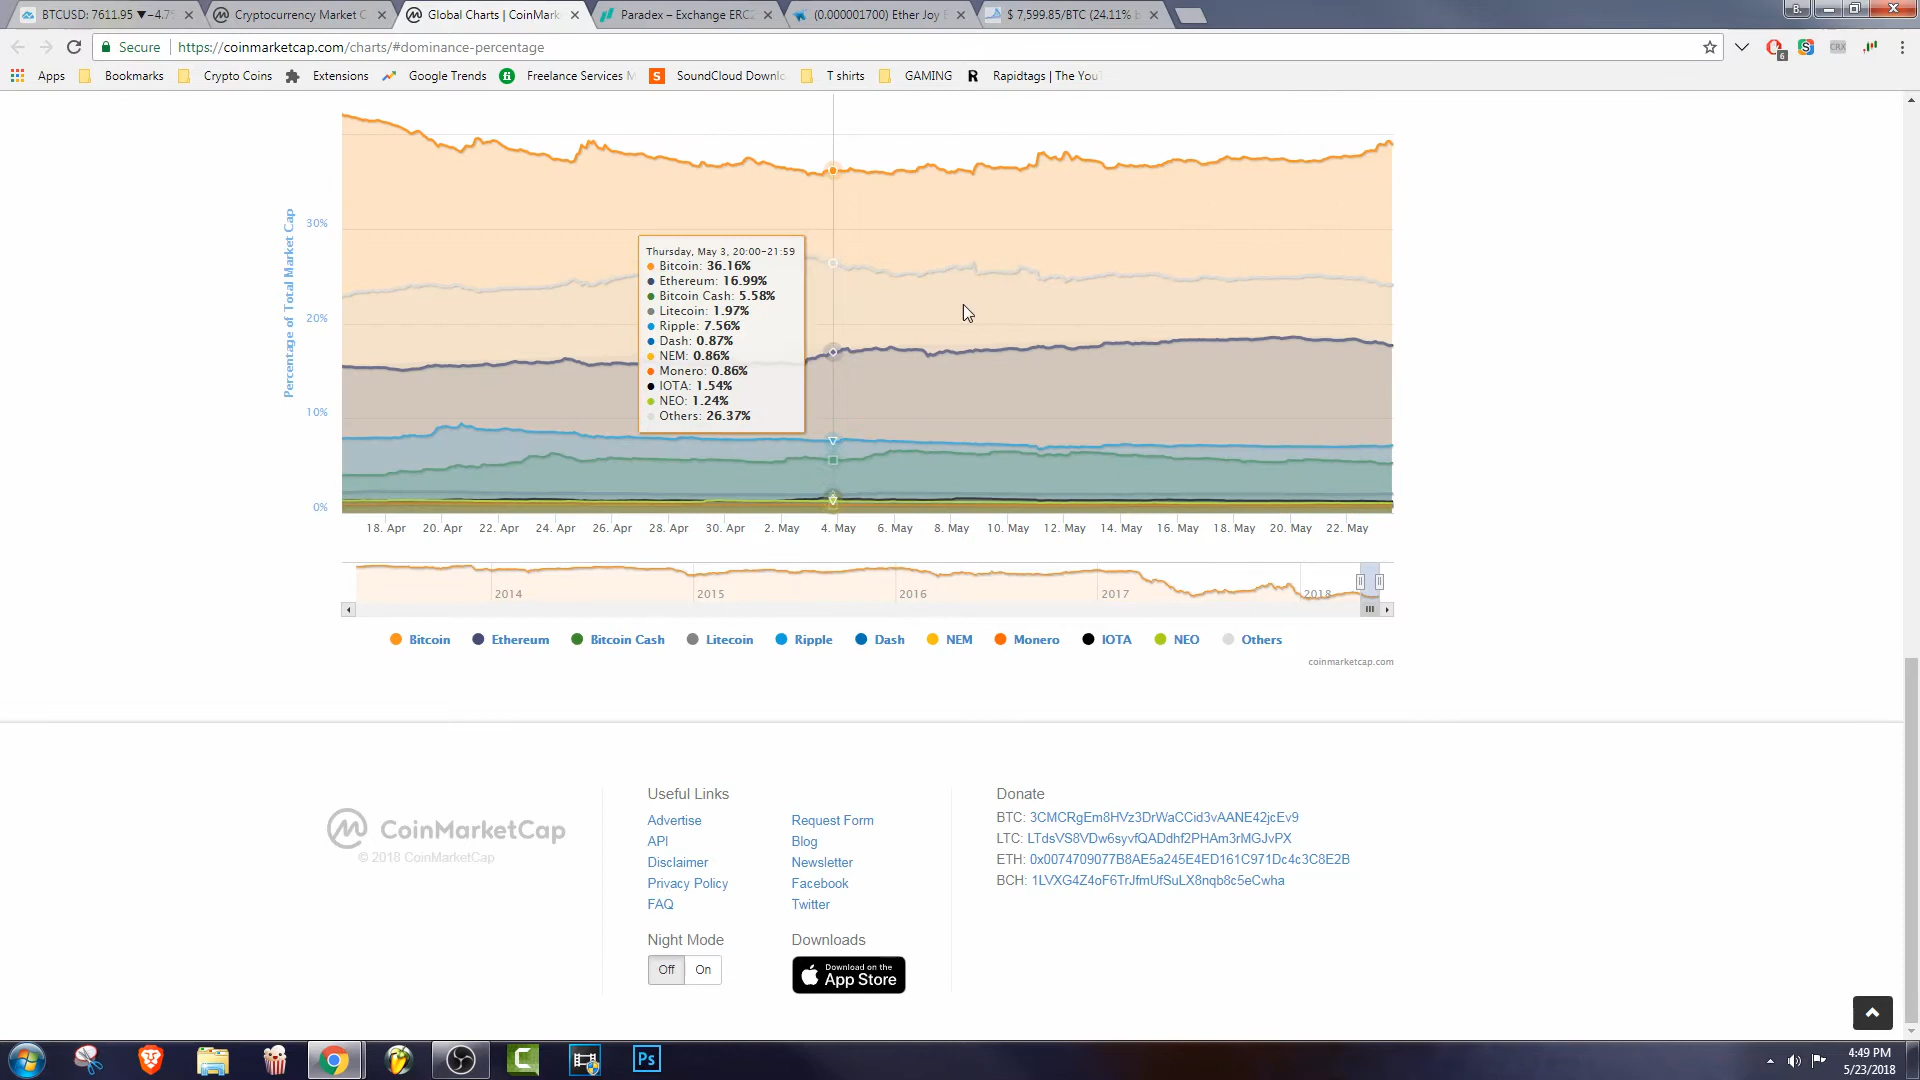 BTCUSD: 7611.95 ▼−4.7
Cryptocurrency Market C
Global Charts | CoinMark
Paradex – Exchange ERC
(0.000001700) Ether Joy
$ 7,599.85/BTC (24.11%
B.
Secure | https://coinmarketcap.com/charts/#dominance-percentage
6
CRX
Apps Bookmarks Crypto Coins Extensions Google Trends Freelance Services SoundCloud Downlo T shirts GAMING Rapidtags | The You
Percentage of Total Market Cap
30%
20%
10%
0%
Thursday, May 3, 20:00-21:59
Bitcoin: 36.16%
Ethereum: 16.99%
Bitcoin Cash: 5.58%
Litecoin: 1.97%
Ripple: 7.56%
Dash: 0.87%
NEM: 0.86%
Monero: 0.86%
IOTA: 1.54%
NEO: 1.24%
Others: 26.37%
18. Apr 20. Apr 22. Apr 24. Apr 26. Apr 28. Apr 30. Apr 2. May 4. May 6. May 8. May 10. May 12. May 14. May 16. May 18. May 20. May 22. May
2014 2015 2016 2017 2018
Bitcoin Ethereum Bitcoin Cash Litecoin Ripple Dash NEM Monero IOTA NEO Others
coinmarketcap.com
CoinMarketCap
© 2018 CoinMarketCap
Useful Links
Advertise Request Form
API Blog
Disclaimer Newsletter
Privacy Policy Facebook
FAQ Twitter
Night Mode
Off On
Downloads
Download on the
App Store
Donate
BTC: 3CMCRgEm8HVz3DrWaCCid3vAANE42jcEv9
LTC: LTdsVS8VDw6syvfQADdhf2PHAm3rMGJvPX
ETH: 0x0074709077B8AE5a245E4ED161C971Dc4c3C8E2B
BCH: 1LVXG4Z4oF6TrJfmUfSuLX8nqb8c5eCwha
Ps
4:49 PM
5/23/2018